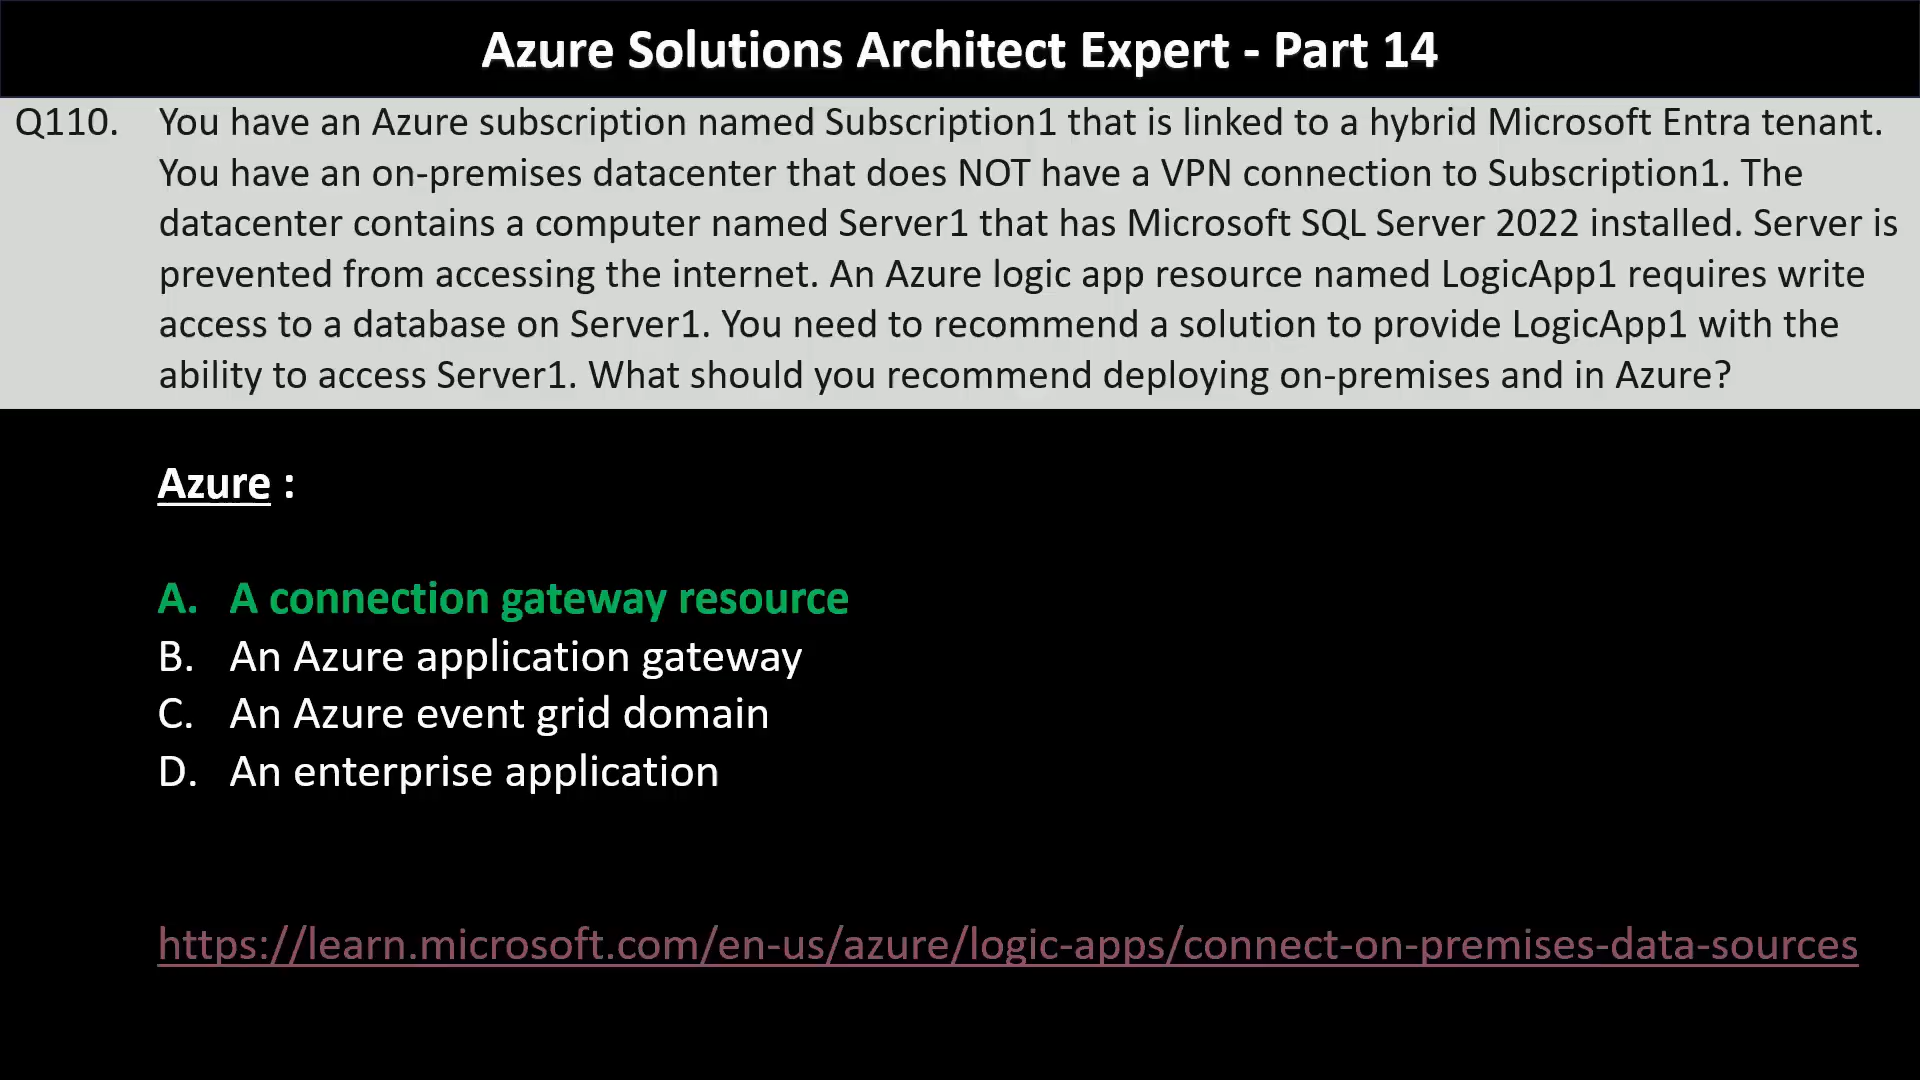 Azure Solutions Architect Expert - Part 14
Q110. You have an Azure subscription named Subscription1 that is linked to a hybrid Microsoft Entra tenant.
You have an on-premises datacenter that does NOT have a VPN connection to Subscription1. The
datacenter contains a computer named Server1 that has Microsoft SQL Server 2022 installed. Server is
prevented from accessing the internet. An Azure logic app resource named LogicApp1 requires write
access to a database on Server1. You need to recommend a solution to provide LogicApp1 with the
ability to access Server1. What should you recommend deploying on-premises and in Azure?
Azure :
A. A connection gateway resource
B. An Azure application gateway
C. An Azure event grid domain
D. An enterprise application
https://learn.microsoft.com/en-us/azure/logic-apps/connect-on-premises-data-sources